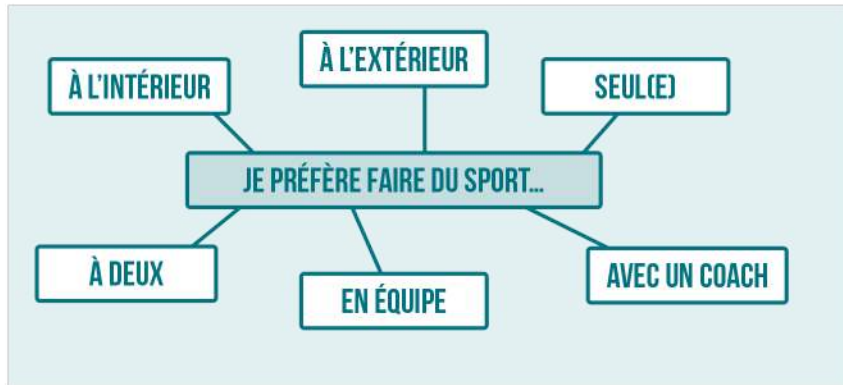 À L'INTÉRIEUR
À L'EXTÉRIEUR
SEUL(E)
JE PRÉFÈRE FAIRE DU SPORT...
À DEUX
EN ÉQUIPE
AVEC UN COACH